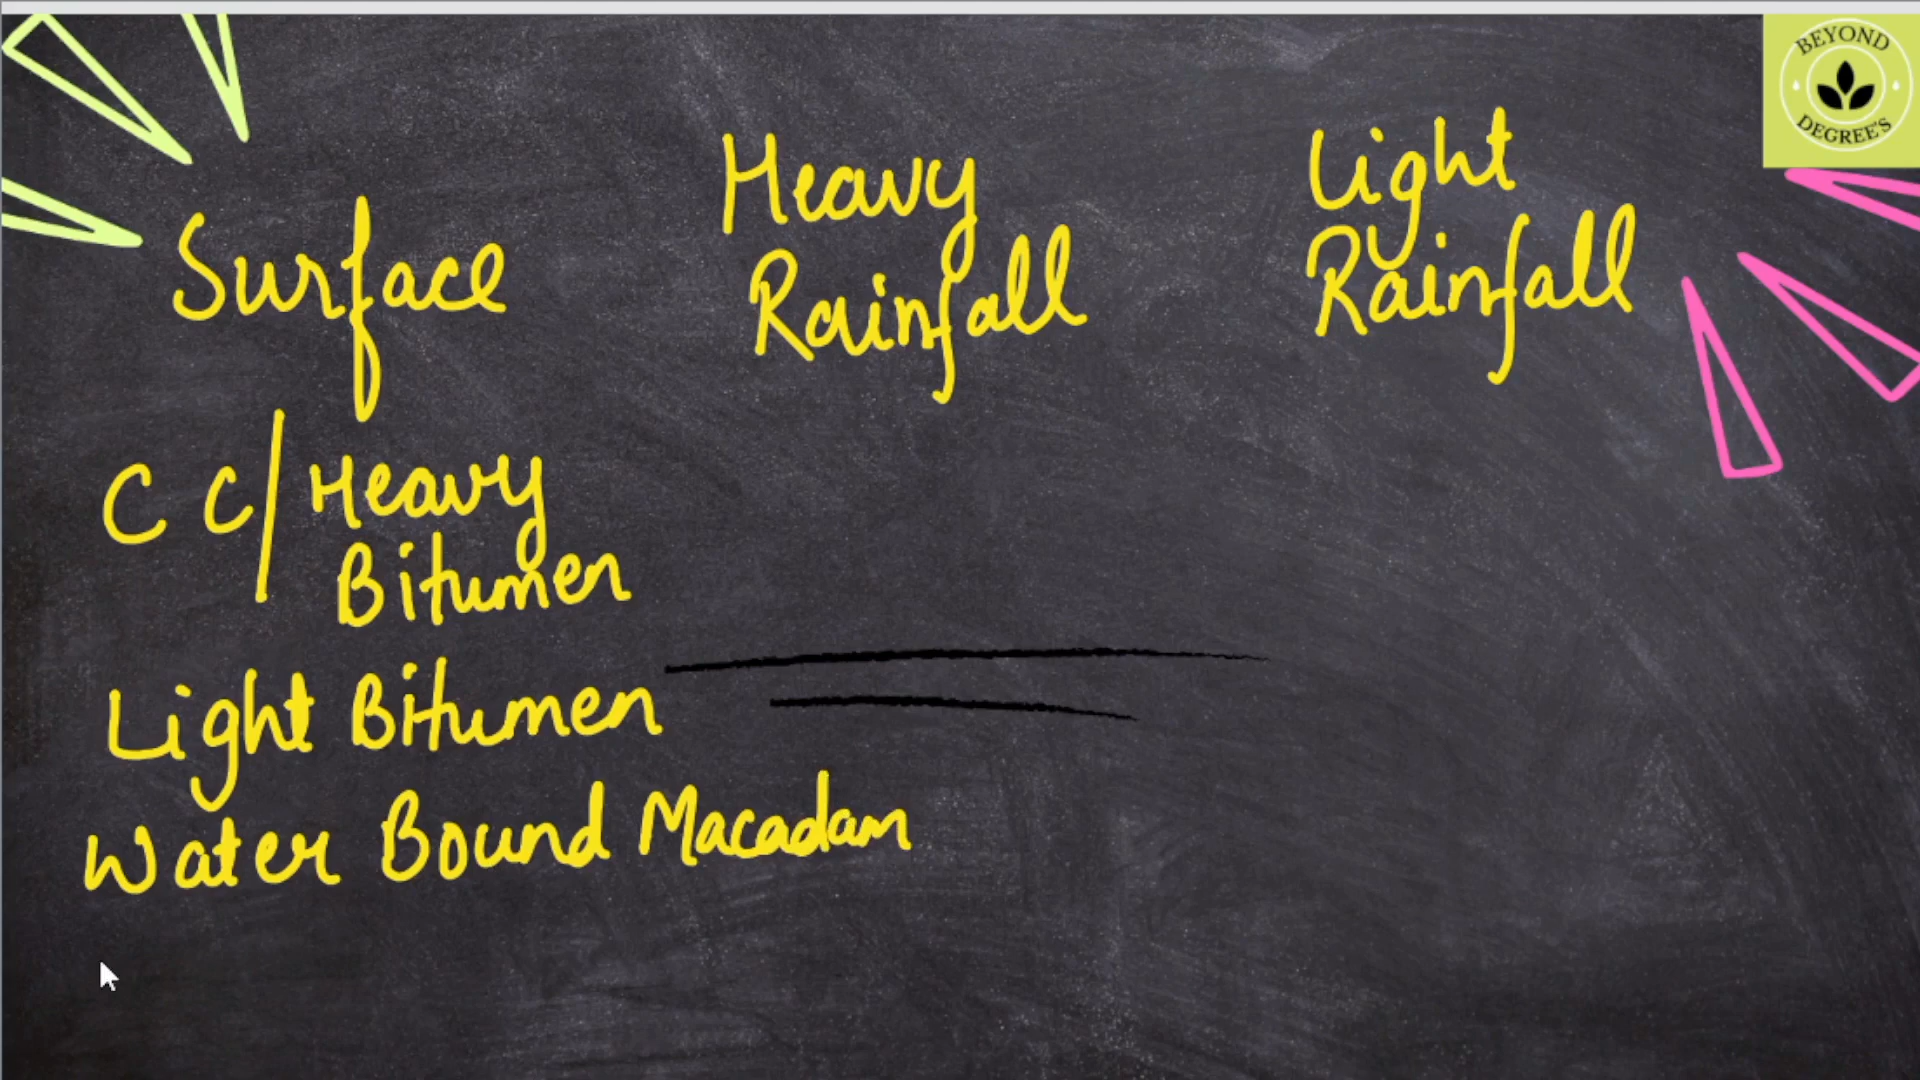 BEYOND
DEGREE'S
Surface
Heavy
Rainfall
Light
Rainfall
C C/Heavy
Bitumen
Light Bitumen
Water Bound Macadam